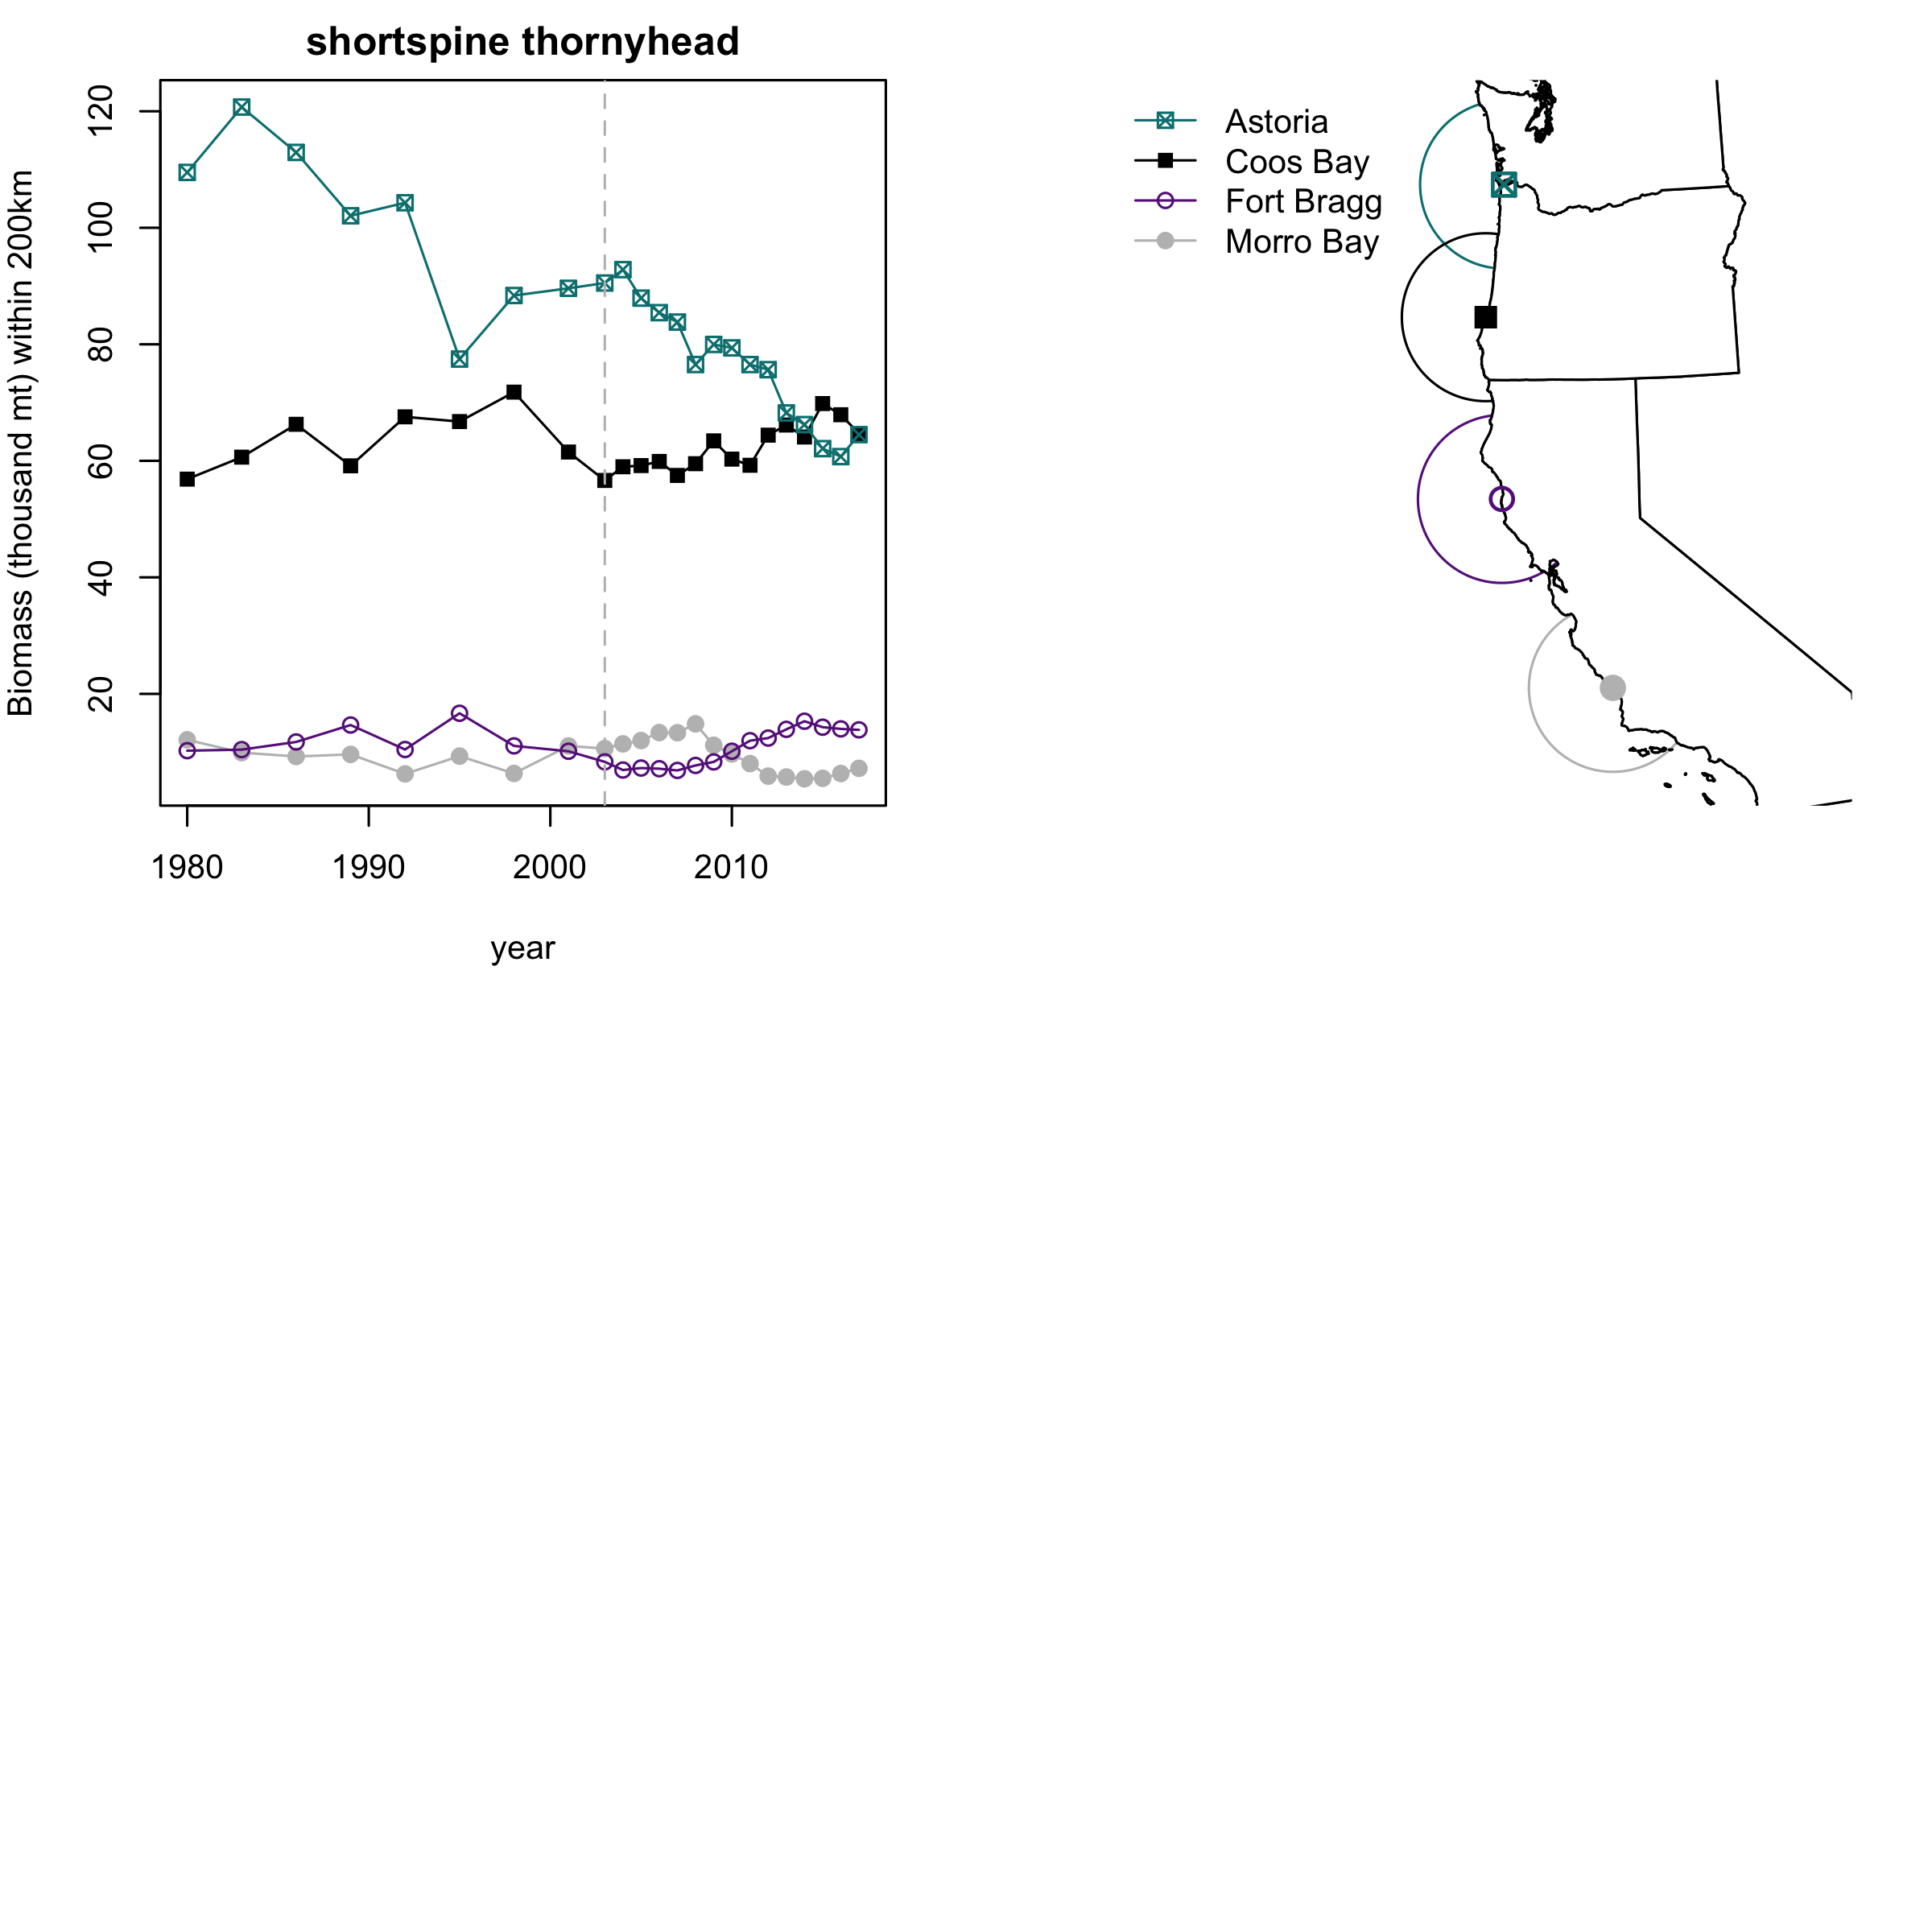 shortspine thornyhead
Biomass (thousand mt) within 200km
120
100
80
60
40
20
1980 1990 2000 2010
year
Astoria
Coos Bay
Fort Bragg
Morro Bay